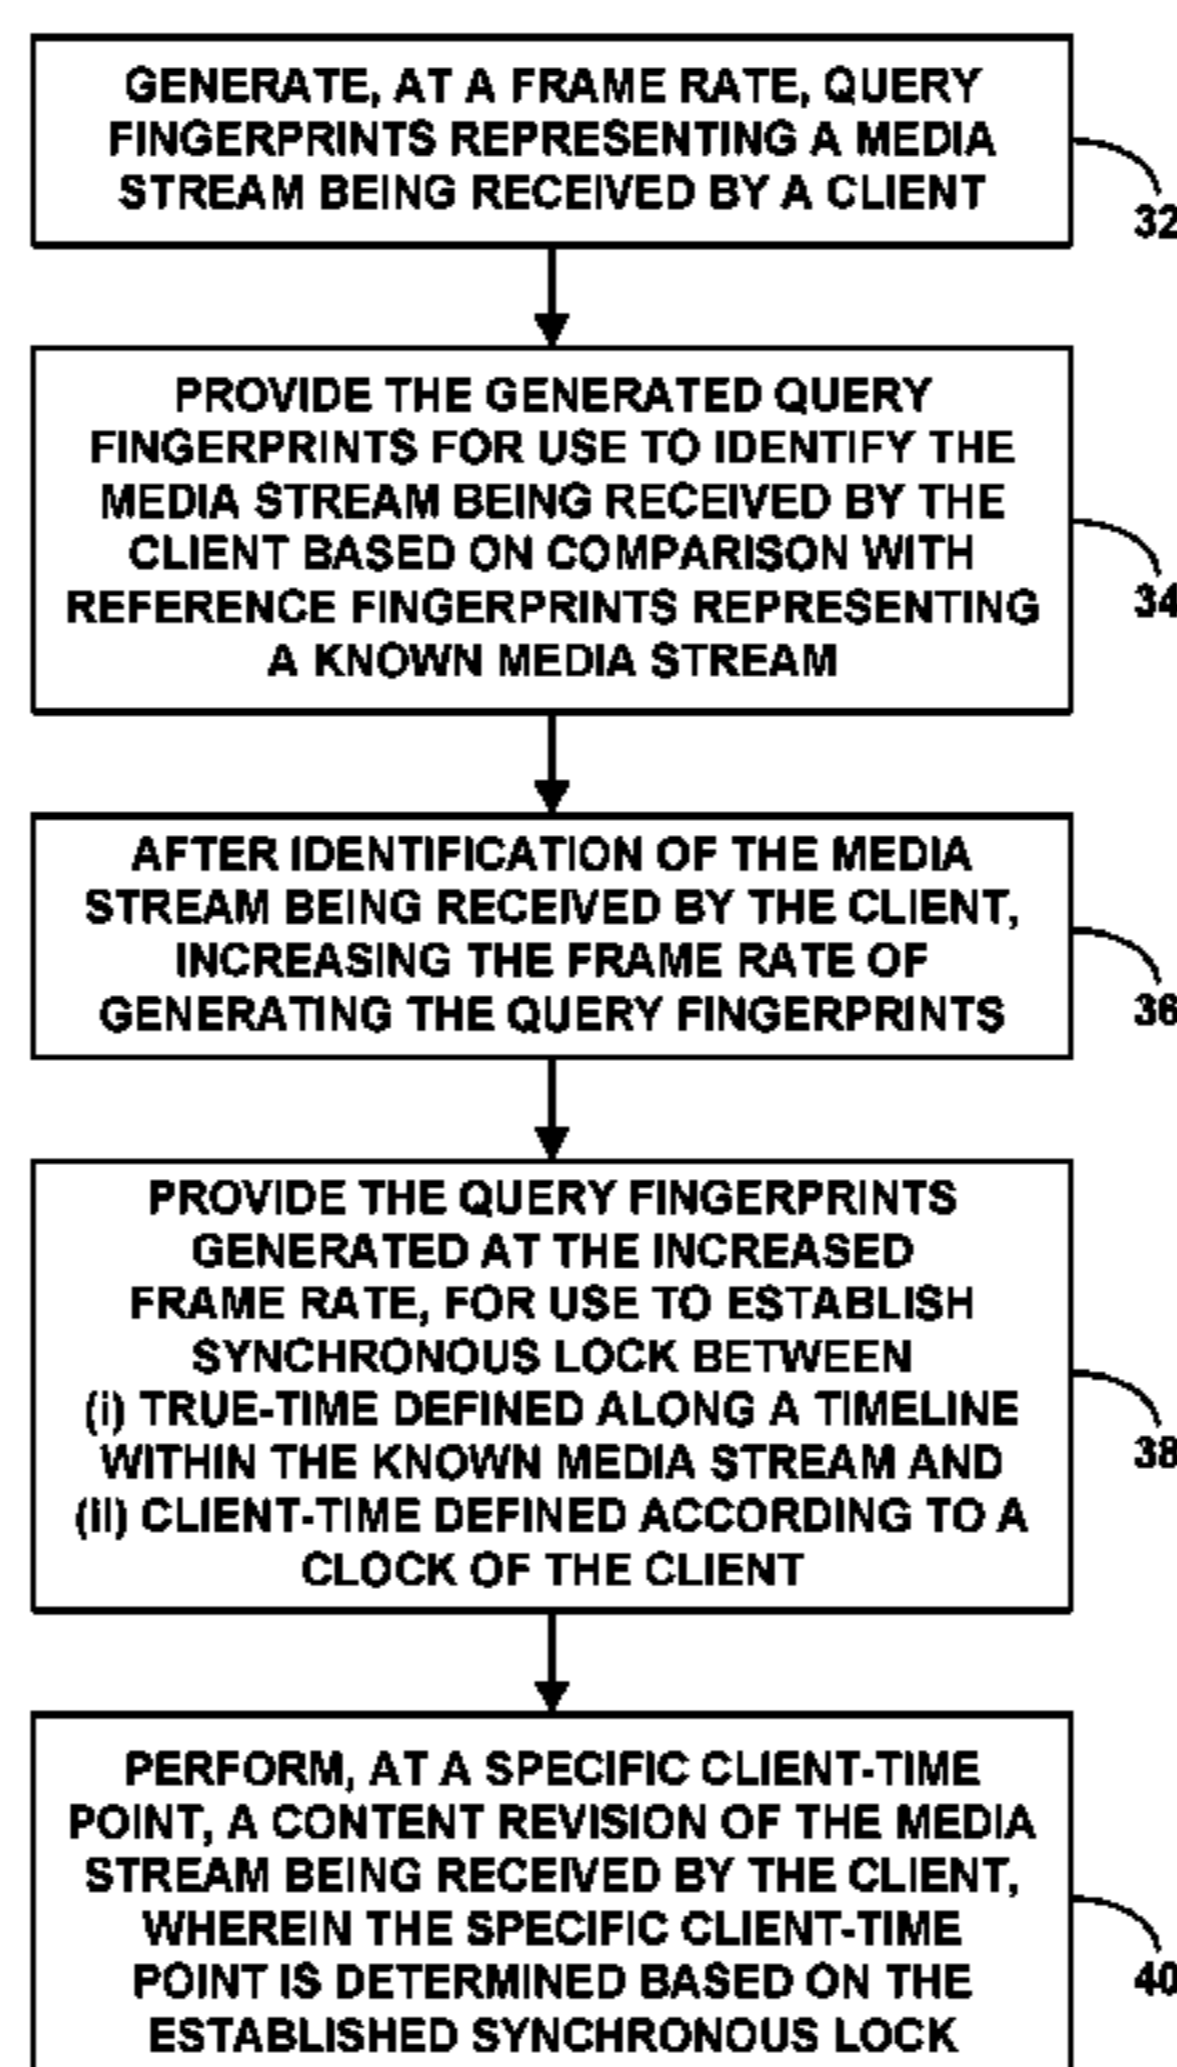 GENERATE, AT A FRAME RATE, QUERY
FINGERPRINTS REPRESENTING A MEDIA
STREAM BEING RECEIVED BY A CLIENT
32
PROVIDE THE GENERATED QUERY
FINGERPRINTS FOR USE TO IDENTIFY THE
MEDIA STREAM BEING RECEIVED BY THE
CLIENT BASED ON COMPARISON WITH
REFERENCE FINGERPRINTS REPRESENTING
A KNOWN MEDIA STREAM
34
AFTER IDENTIFICATION OF THE MEDIA
STREAM BEING RECEIVED BY THE CLIENT,
INCREASING THE FRAME RATE OF
GENERATING THE QUERY FINGERPRINTS
36
PROVIDE THE QUERY FINGERPRINTS
GENERATED AT THE INCREASED
FRAME RATE, FOR USE TO ESTABLISH
SYNCHRONOUS LOCK BETWEEN
(i) TRUE-TIME DEFINED ALONG A TIMELINE
WITHIN THE KNOWN MEDIA STREAM AND
(ii) CLIENT-TIME DEFINED ACCORDING TO A
CLOCK OF THE CLIENT
38
PERFORM, AT A SPECIFIC CLIENT-TIME
POINT, A CONTENT REVISION OF THE MEDIA
STREAM BEING RECEIVED BY THE CLIENT,
WHEREIN THE SPECIFIC CLIENT-TIME
POINT IS DETERMINED BASED ON THE
ESTABLISHED SYNCHRONOUS LOCK
40